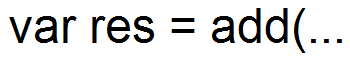 var res = add(...